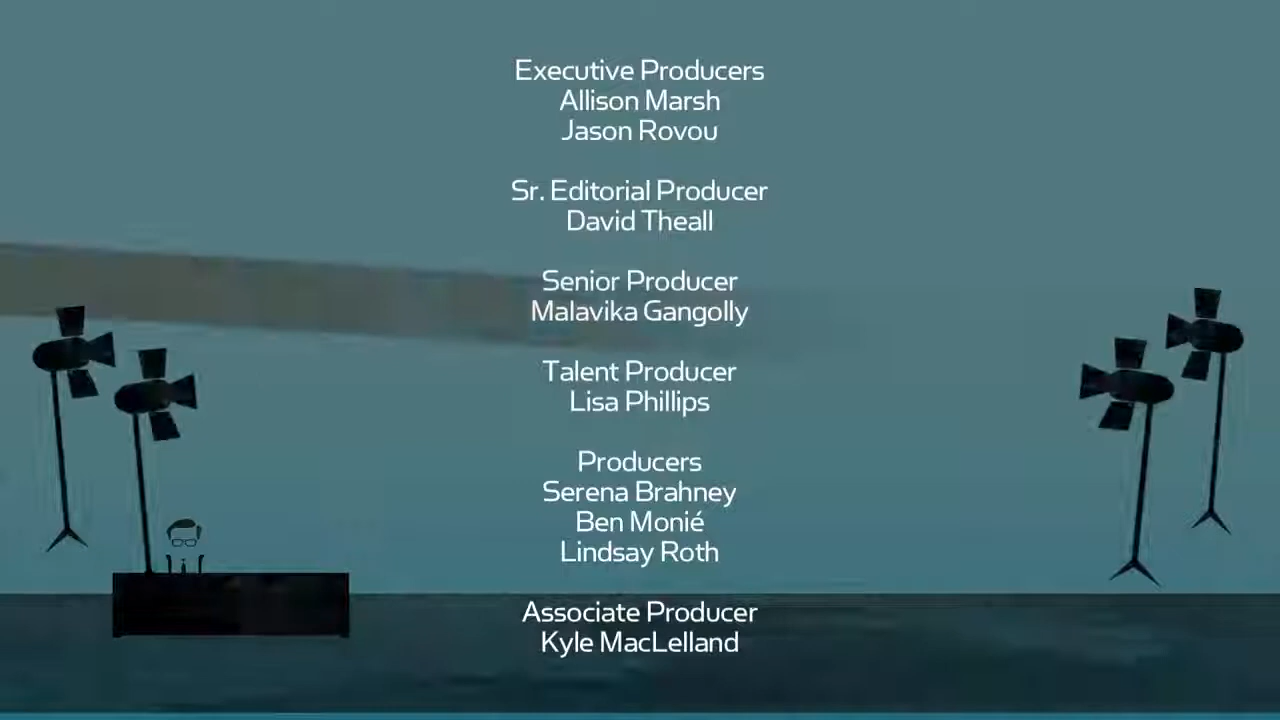 Executive Producers
Allison Marsh
Jason Rovou
Sr. Editorial Producer
David Theall
Senior Producer
Malavika Gangolly
Talent Producer
Lisa Phillips
Producers
Serena Brahney
Ben Monié
Lindsay Roth
Associate Producer
Kyle MacLelland